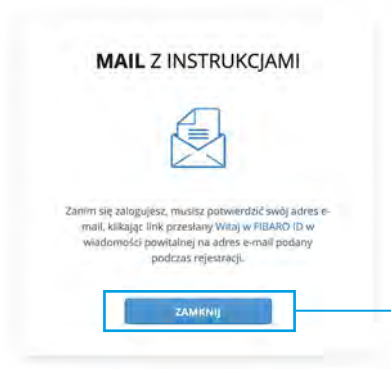 MAIL Z INSTRUKCJAMI
Zanim się zalogujesz, musisz potwierdzić swój adres e-
mail, klikając link przesłany Witaj w FIBARO ID w
wiadomości powitalnej na adres e-mail podany
podczas rejestracji.
ZAMKNIJ